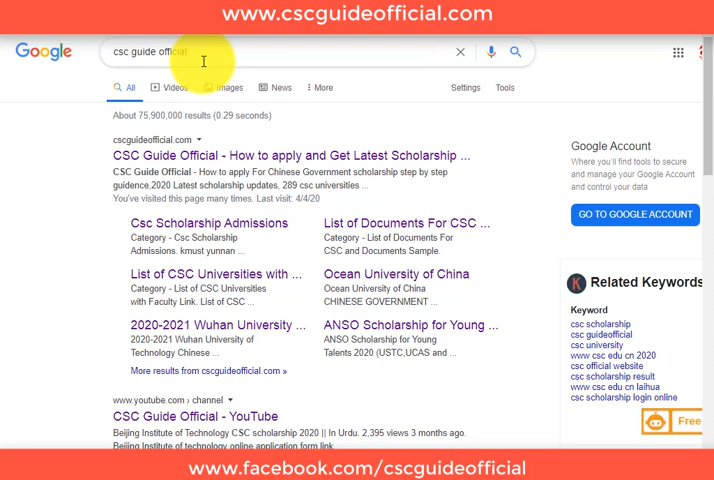 www.cscguideofficial.com
Google
csc guide official
All
Videos
Images
News
More
Settings
Tools
About 75,900,000 results (0.29 seconds)
cscguideofficial.com
CSC Guide Official - How to apply and Get Latest Scholarship ...
CSC Guide Official - How to apply For Chinese Government scholarship step by step
guidence,2020 Latest scholarship updates, 289 csc universities ...
You've visited this page many times. Last visit: 4/4/20
Csc Scholarship Admissions
Category - Csc Scholarship
Admissions. kmust yunnan ...
List of Documents For CSC ...
Category - List of Documents For
CSC and Documents Sample.
List of CSC Universities with ...
Category - List of CSC Universities
with Faculty Link. List of CSC ...
Ocean University of China
Ocean University of China
CHINESE GOVERNMENT ...
2020-2021 Wuhan University ...
2020-2021 Wuhan University of
Technology Chinese ...
ANSO Scholarship for Young ...
ANSO Scholarship for Young
Talents 2020 (USTC,UCAS and ...
More results from cscguideofficial.com »
www.youtube.com › channel
CSC Guide Official - YouTube
Beijing Institute of Technology CSC scholarship 2020 || In Urdu. 2,395 views 3 months ago.
Beijing Institute of technology online application form link
Google Account
Where you'll find tools to secure
and manage your Google Account
and control your data
GO TO GOOGLE ACCOUNT
K
Related Keywords
Keyword
csc scholarship
csc guideofficial
csc university
www csc edu cn 2020
csc official website
csc scholarship result
www csc edu cn laihua
csc scholarship login online
Free
www.facebook.com/cscguideofficial